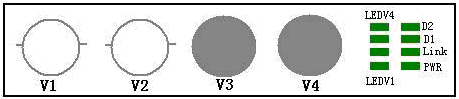 LEDV4
D2
D1
Link
PWR
LEDV1
V1 V2 V3 V4